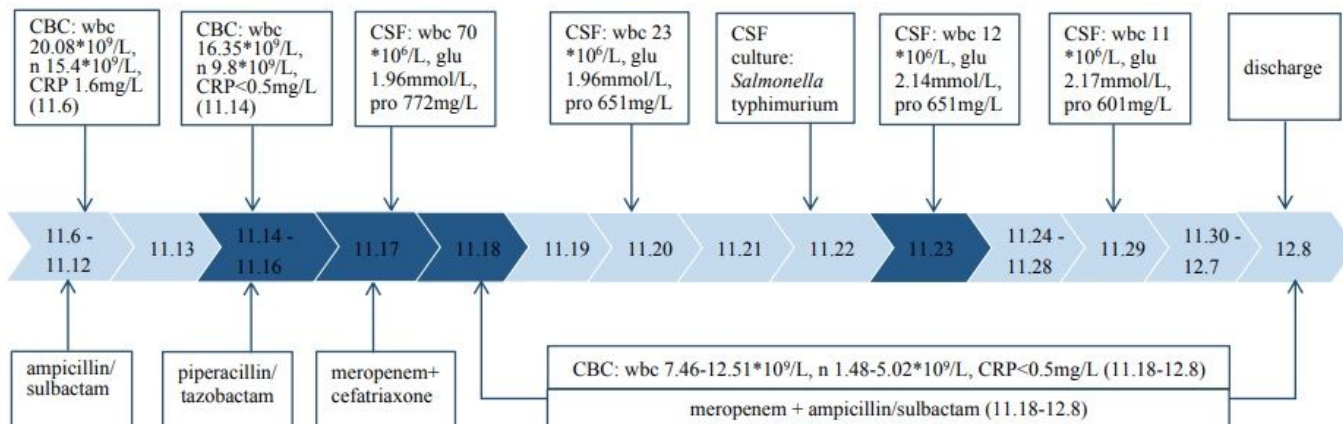 CBC: wbc
20.08*10⁹/L,
n 15.4*10⁹/L,
CRP 1.6mg/L
(11.6)
CBC: wbc
16.35*10⁹/L,
n 9.8*10⁹/L,
CRP<0.5mg/L
(11.14)
CSF: wbc 70
*10⁶/L, glu
1.96mmol/L,
pro 772mg/L
CSF: wbc 23
*10⁶/L, glu
1.96mmol/L,
pro 651mg/L
CSF
culture:
Salmonella
typhimurium
CSF: wbc 12
*10⁶/L, glu
2.14mmol/L,
pro 651mg/L
CSF: wbc 11
*10⁶/L, glu
2.17mmol/L,
pro 601mg/L
discharge
11.6 -
11.12
11.13
11.14 -
11.16
11.17
11.18
11.19
11.20
11.21
11.22
11.23
11.24 -
11.28
11.29
11.30 -
12.7
12.8
ampicillin/
sulbactam
piperacillin/
tazobactam
meropenem+
cefatriaxone
CBC: wbc 7.46-12.51*10⁹/L, n 1.48-5.02*10⁹/L, CRP<0.5mg/L (11.18-12.8)
meropenem + ampicillin/sulbactam (11.18-12.8)